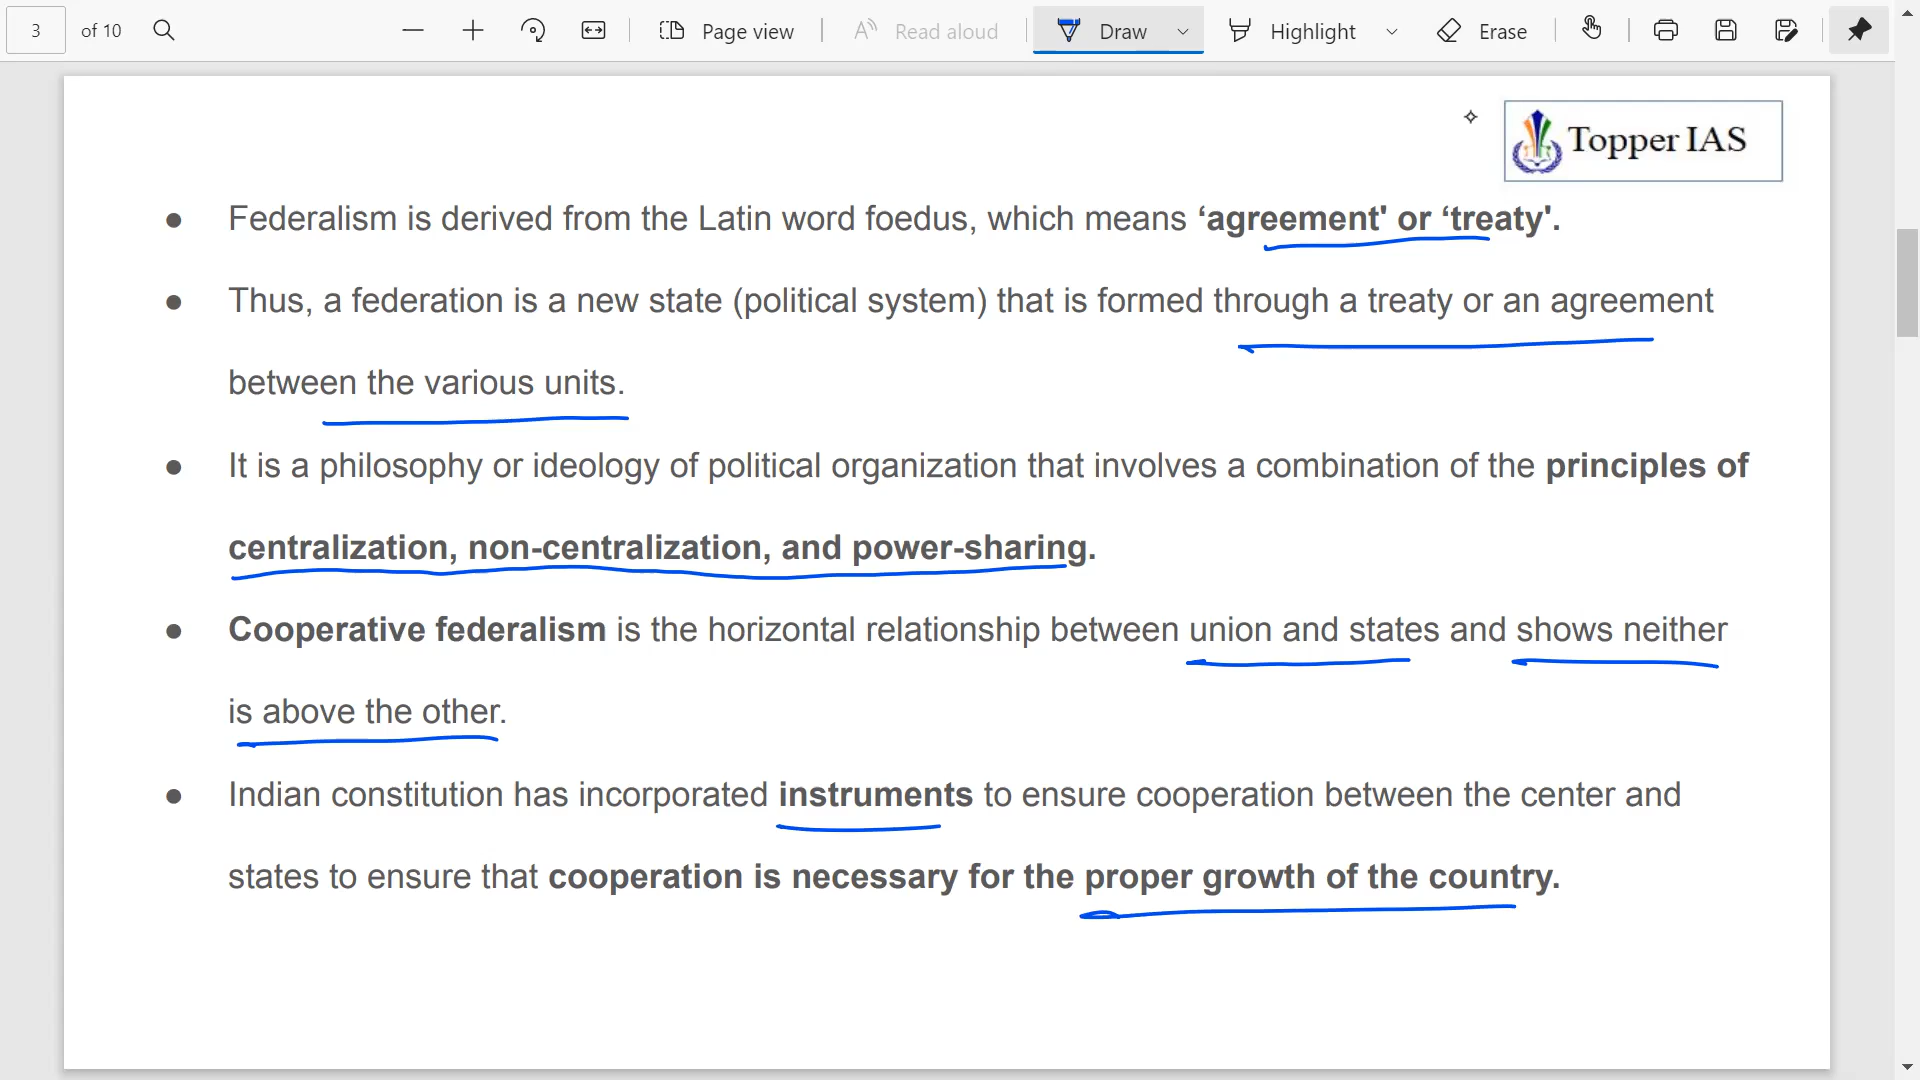 3 of 10 Page view Read aloud Draw Highlight Erase
Topper IAS
● Federalism is derived from the Latin word foedus, which means ‘agreement' or ‘treaty'.
● Thus, a federation is a new state (political system) that is formed through a treaty or an agreement
between the various units.
● It is a philosophy or ideology of political organization that involves a combination of the principles of
centralization, non-centralization, and power-sharing.
● Cooperative federalism is the horizontal relationship between union and states and shows neither
is above the other.
● Indian constitution has incorporated instruments to ensure cooperation between the center and
states to ensure that cooperation is necessary for the proper growth of the country.